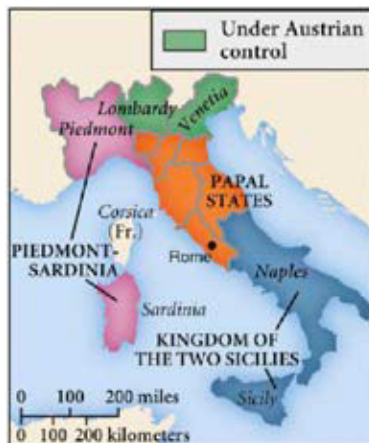 Under Austrian
control
Lombardy
Piedmont
Venetia
PAPAL
STATES
Corsica
(Fr.)
Rome
PIEDMONT-
SARDINIA
Naples
Sardinia
KINGDOM OF
THE TWO SICILIES
Sicily
0 100 200 miles
0 100 200 kilometers